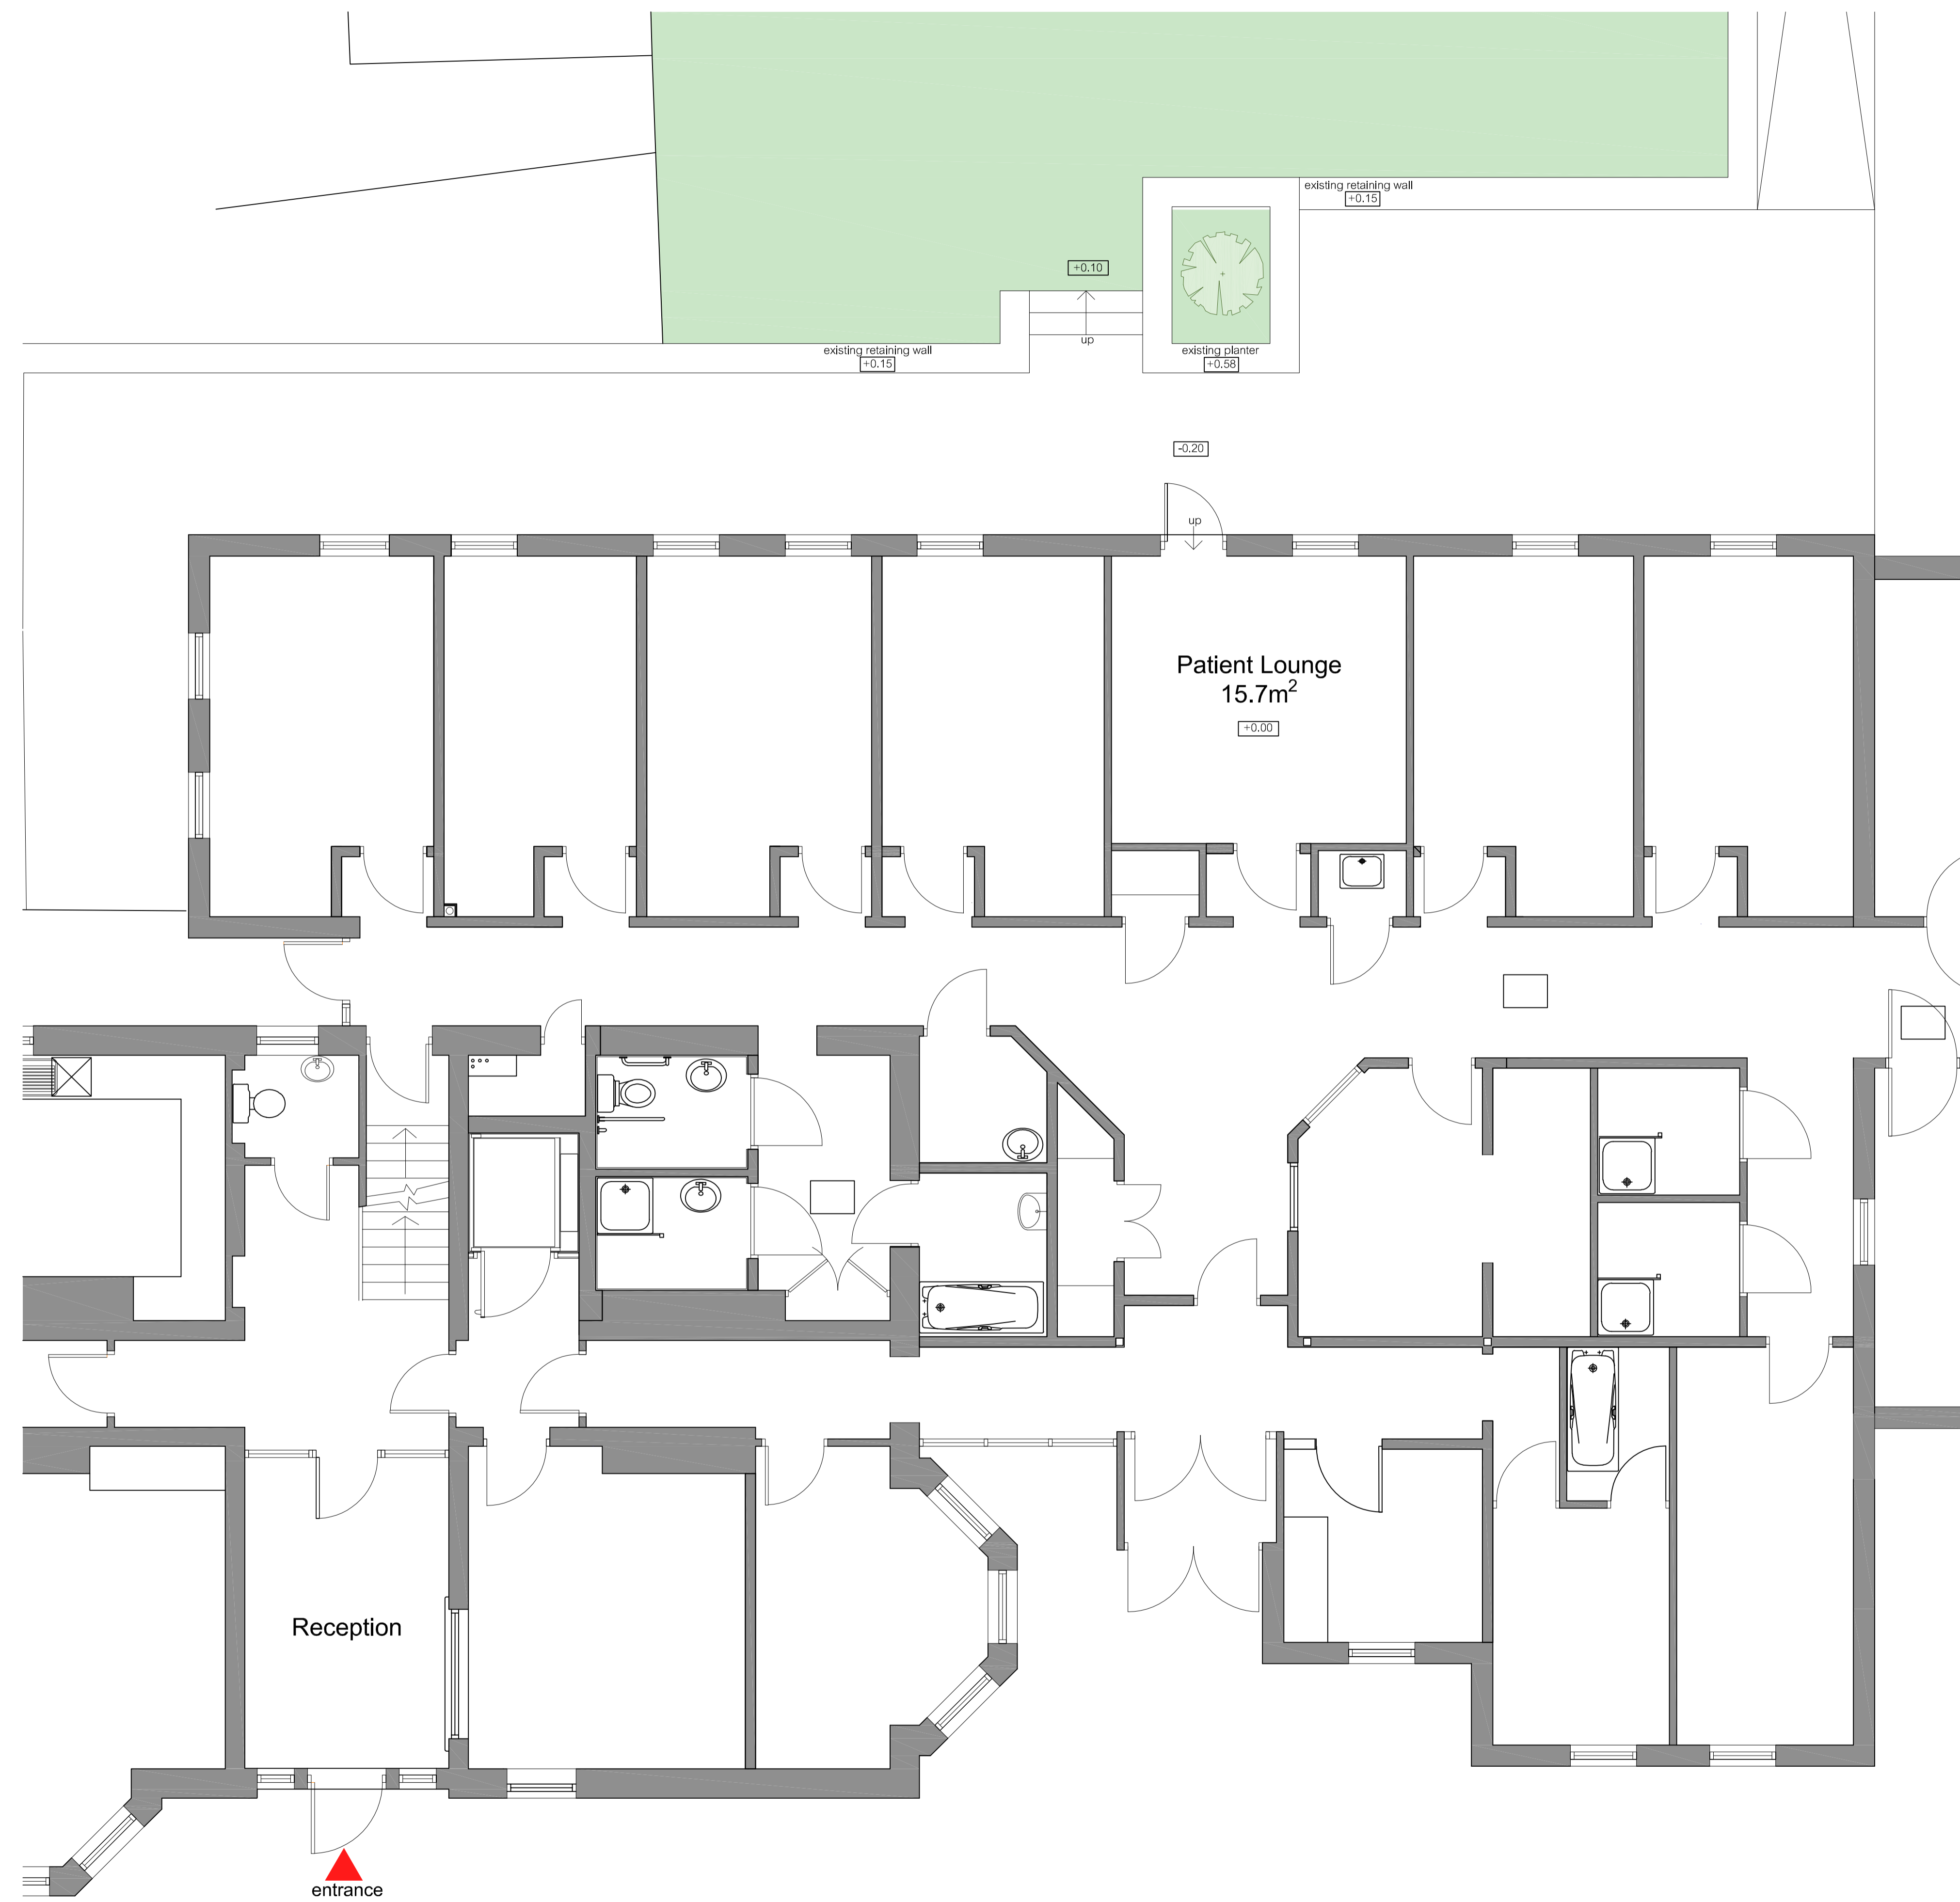 existing retaining wall
+0.15
+0.10
up
existing retaining wall
+0.15
existing planter
+0.58
-0.20
up
Patient Lounge
15.7m²
+0.00
Reception
entrance